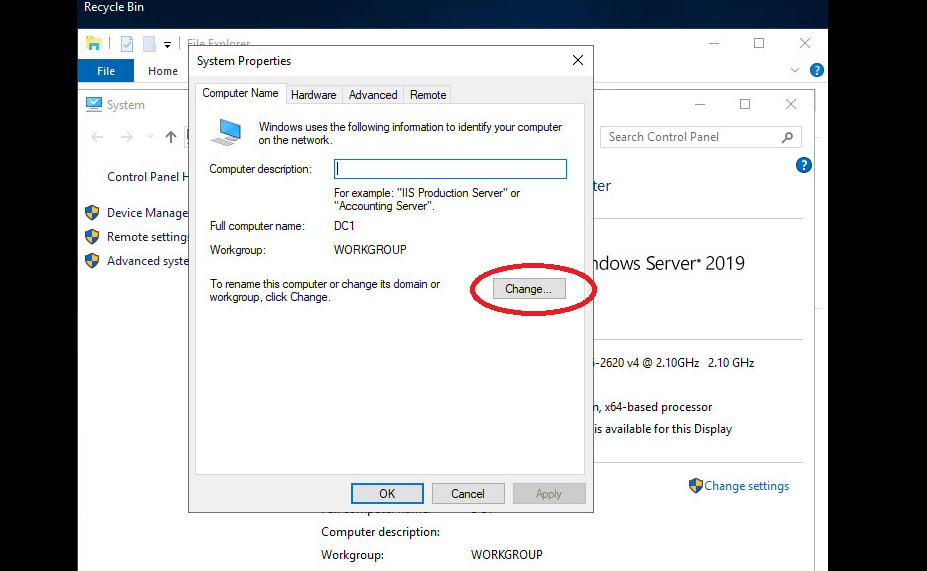 Recycle Bin
File Explorer
File
Home
System
System Properties
Computer Name
Hardware
Advanced
Remote
Windows uses the following information to identify your computer
on the network.
Computer description:
For example: "IIS Production Server" or
"Accounting Server".
Full computer name:
DC1
Workgroup:
WORKGROUP
To rename this computer or change its domain or
workgroup, click Change.
Change...
OK
Cancel
Apply
Search Control Panel
Control Panel H
Device Manage
Remote settings
Advanced syste
ter
ndows Server® 2019
-2620 v4 @ 2.10GHz 2.10 GHz
m, x64-based processor
is available for this Display
Change settings
Computer description:
Workgroup:
WORKGROUP